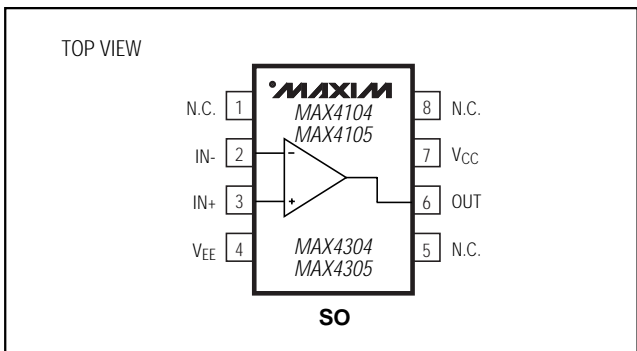 TOP VIEW
MAXIM
N.C. 1 MAX4104 8 N.C.
MAX4105
IN- 2 - 7 VCC
IN+ 3 + 6 OUT
VEE 4 MAX4304 5 N.C.
MAX4305
SO